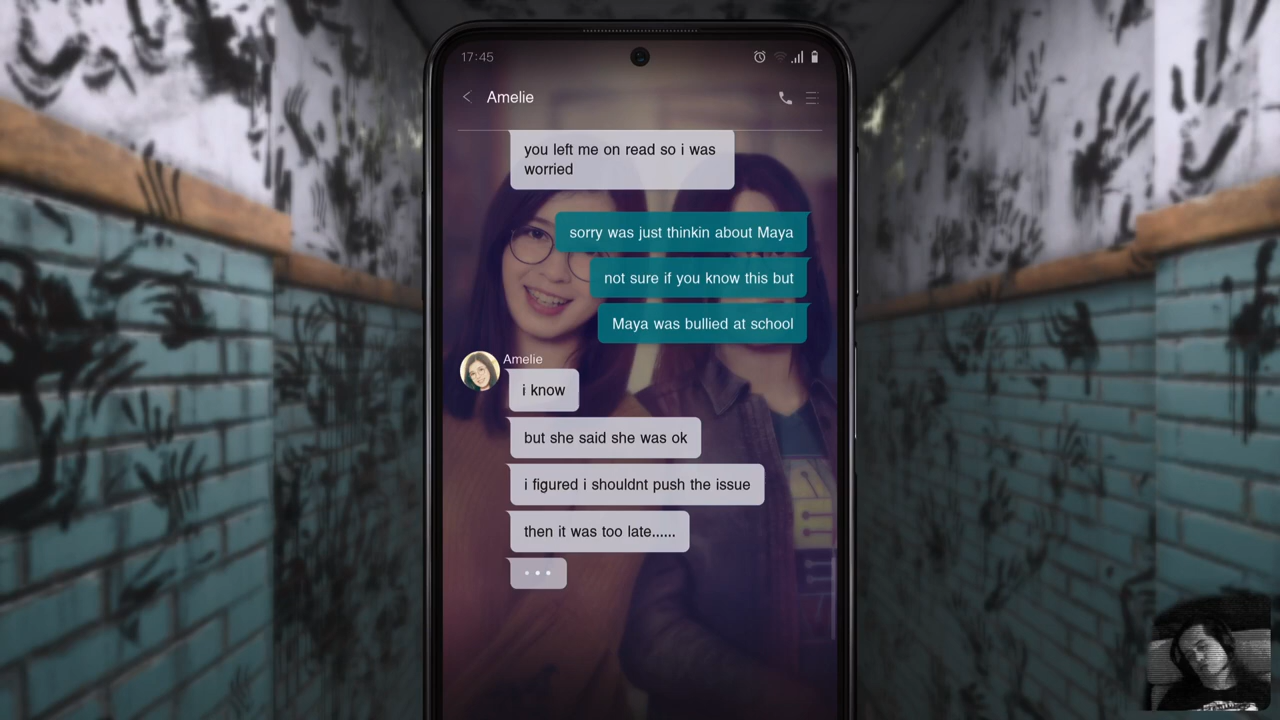 17:45
Amelie
you left me on read so i was
worried
sorry was just thinkin about Maya
not sure if you know this but
Maya was bullied at school
Amelie
i know
but she said she was ok
i figured i shouldnt push the issue
then it was too late......